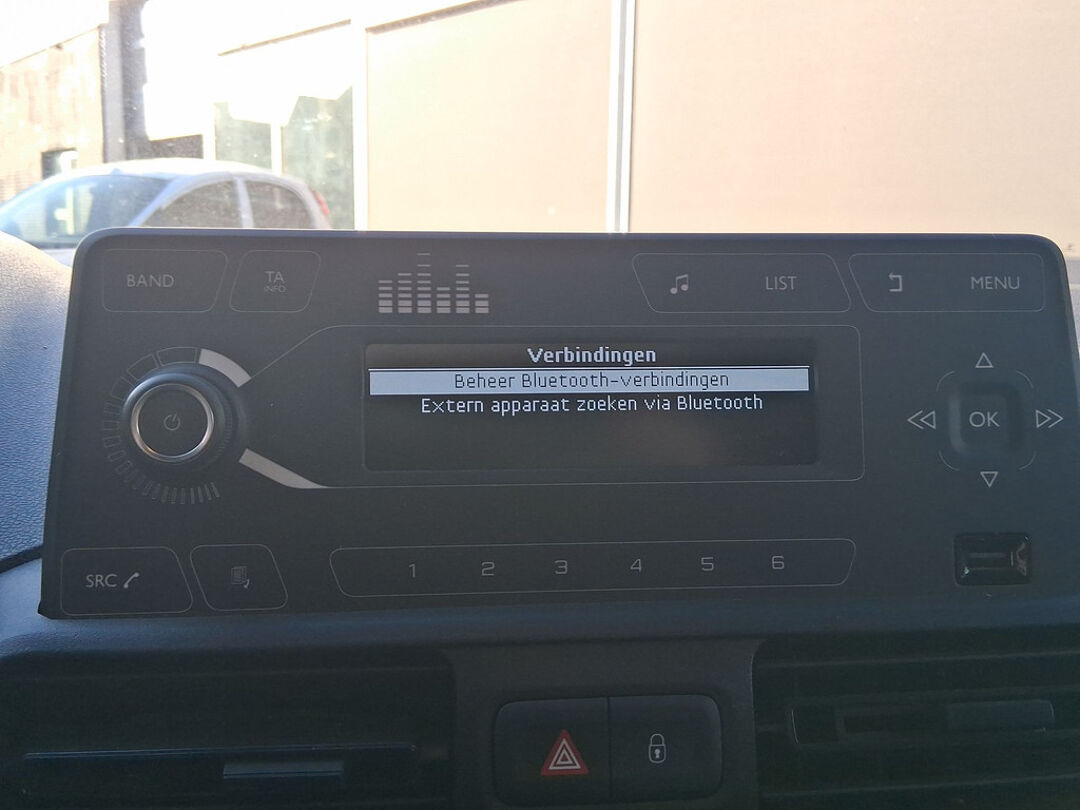 BAND
TA
INFO
LIST
MENU
Verbindingen
Beheer Bluetooth-verbindingen
Extern apparaat zoeken via Bluetooth
OK
SRC
1 2 3 4 5 6